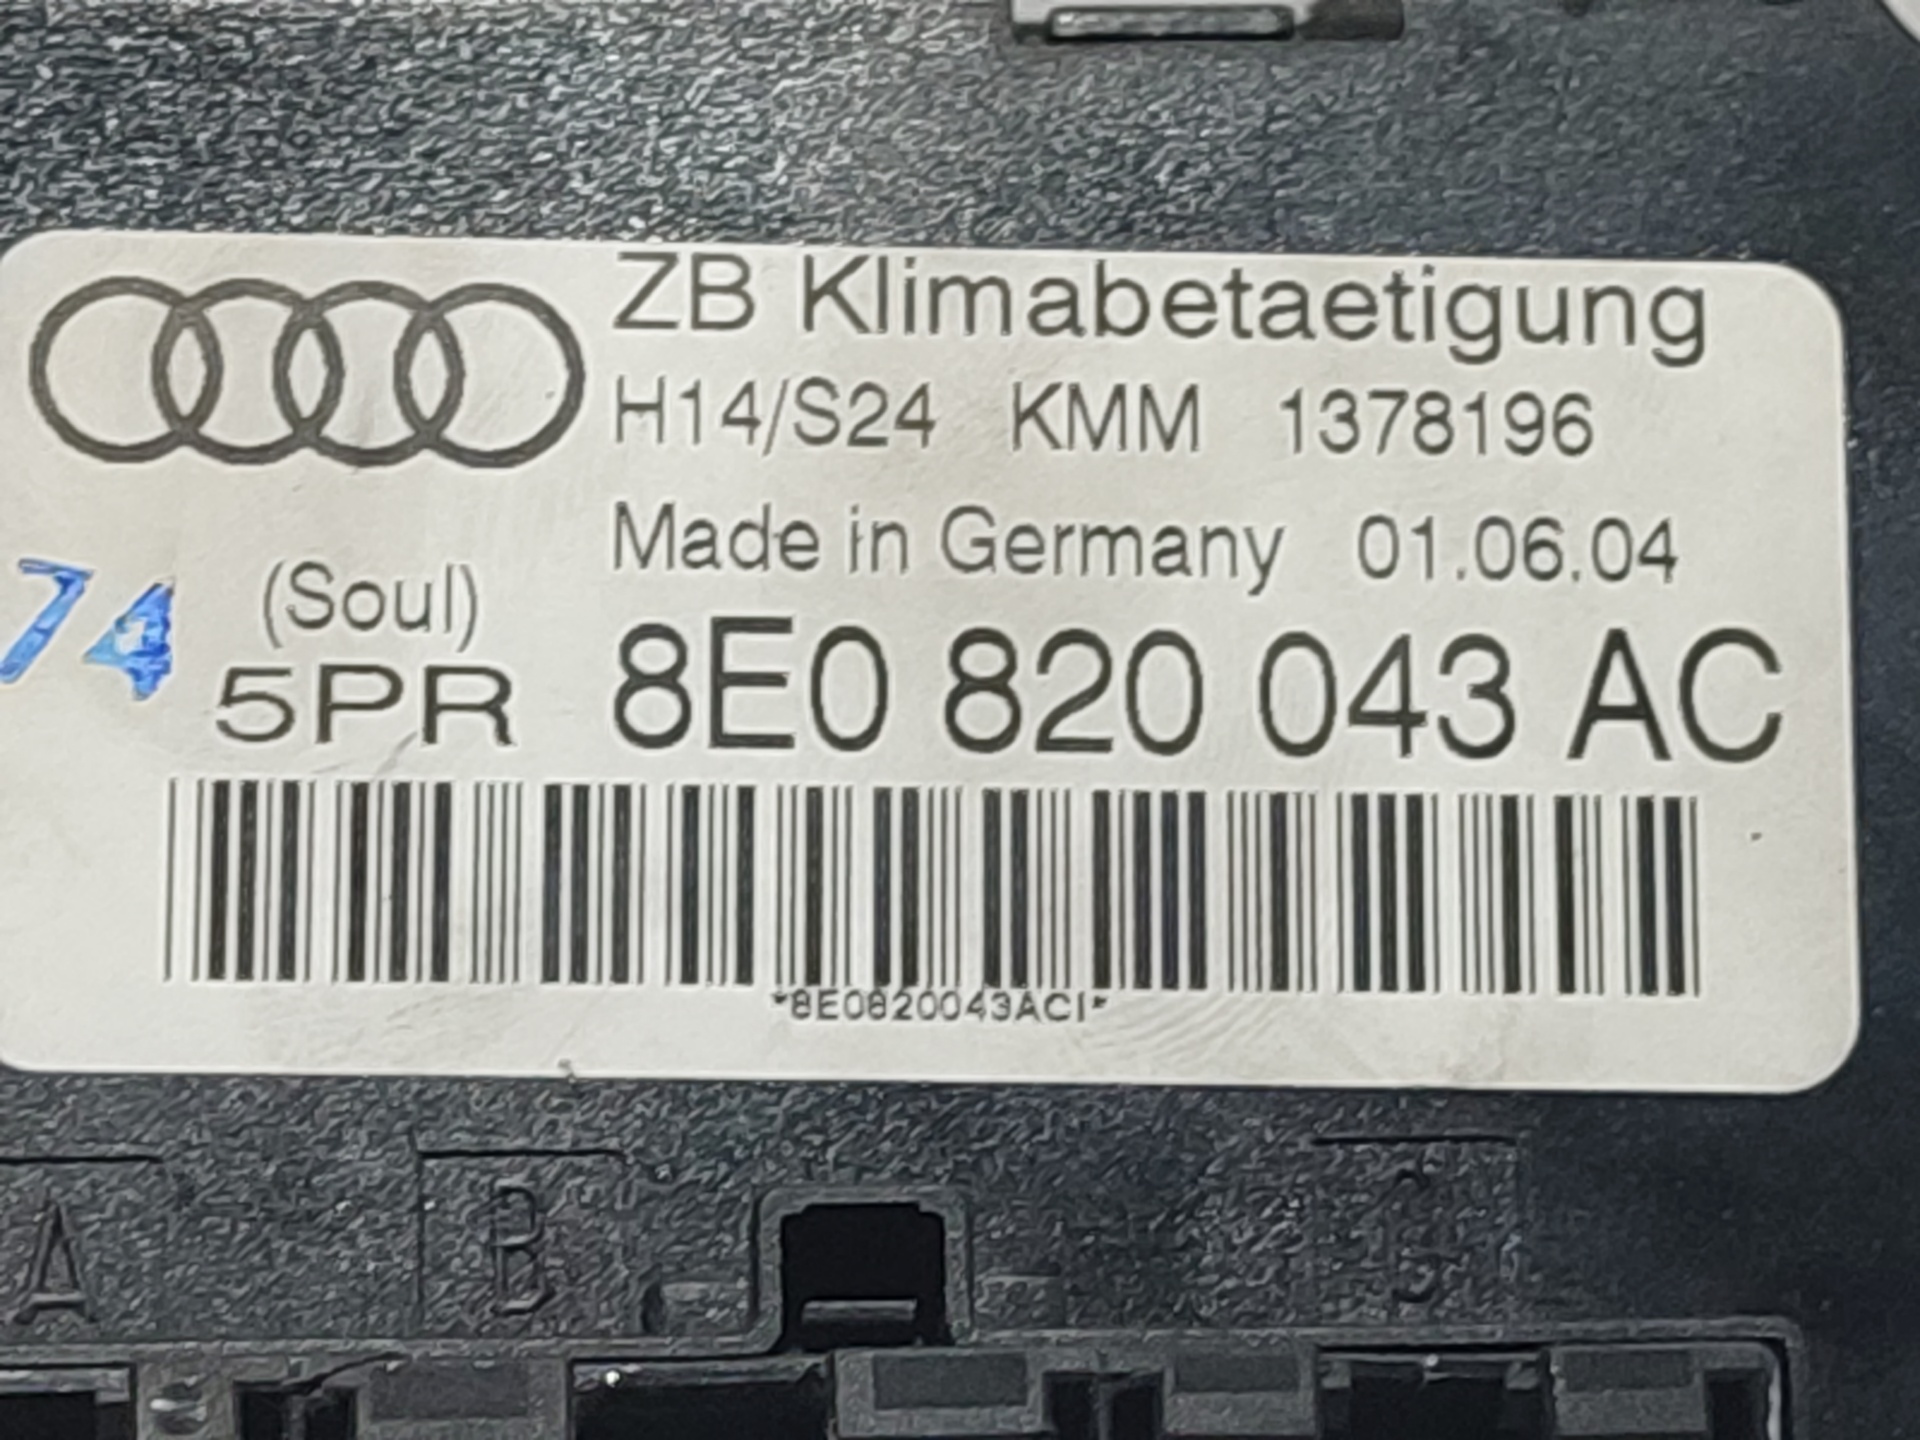 ZB Klimabetaetigung
H14/S24 KMM 1378196
Made in Germany 01.06.04
74 (Soul)
5PR 8E0 820 043 AC
*8E0820043ACI*
A B C